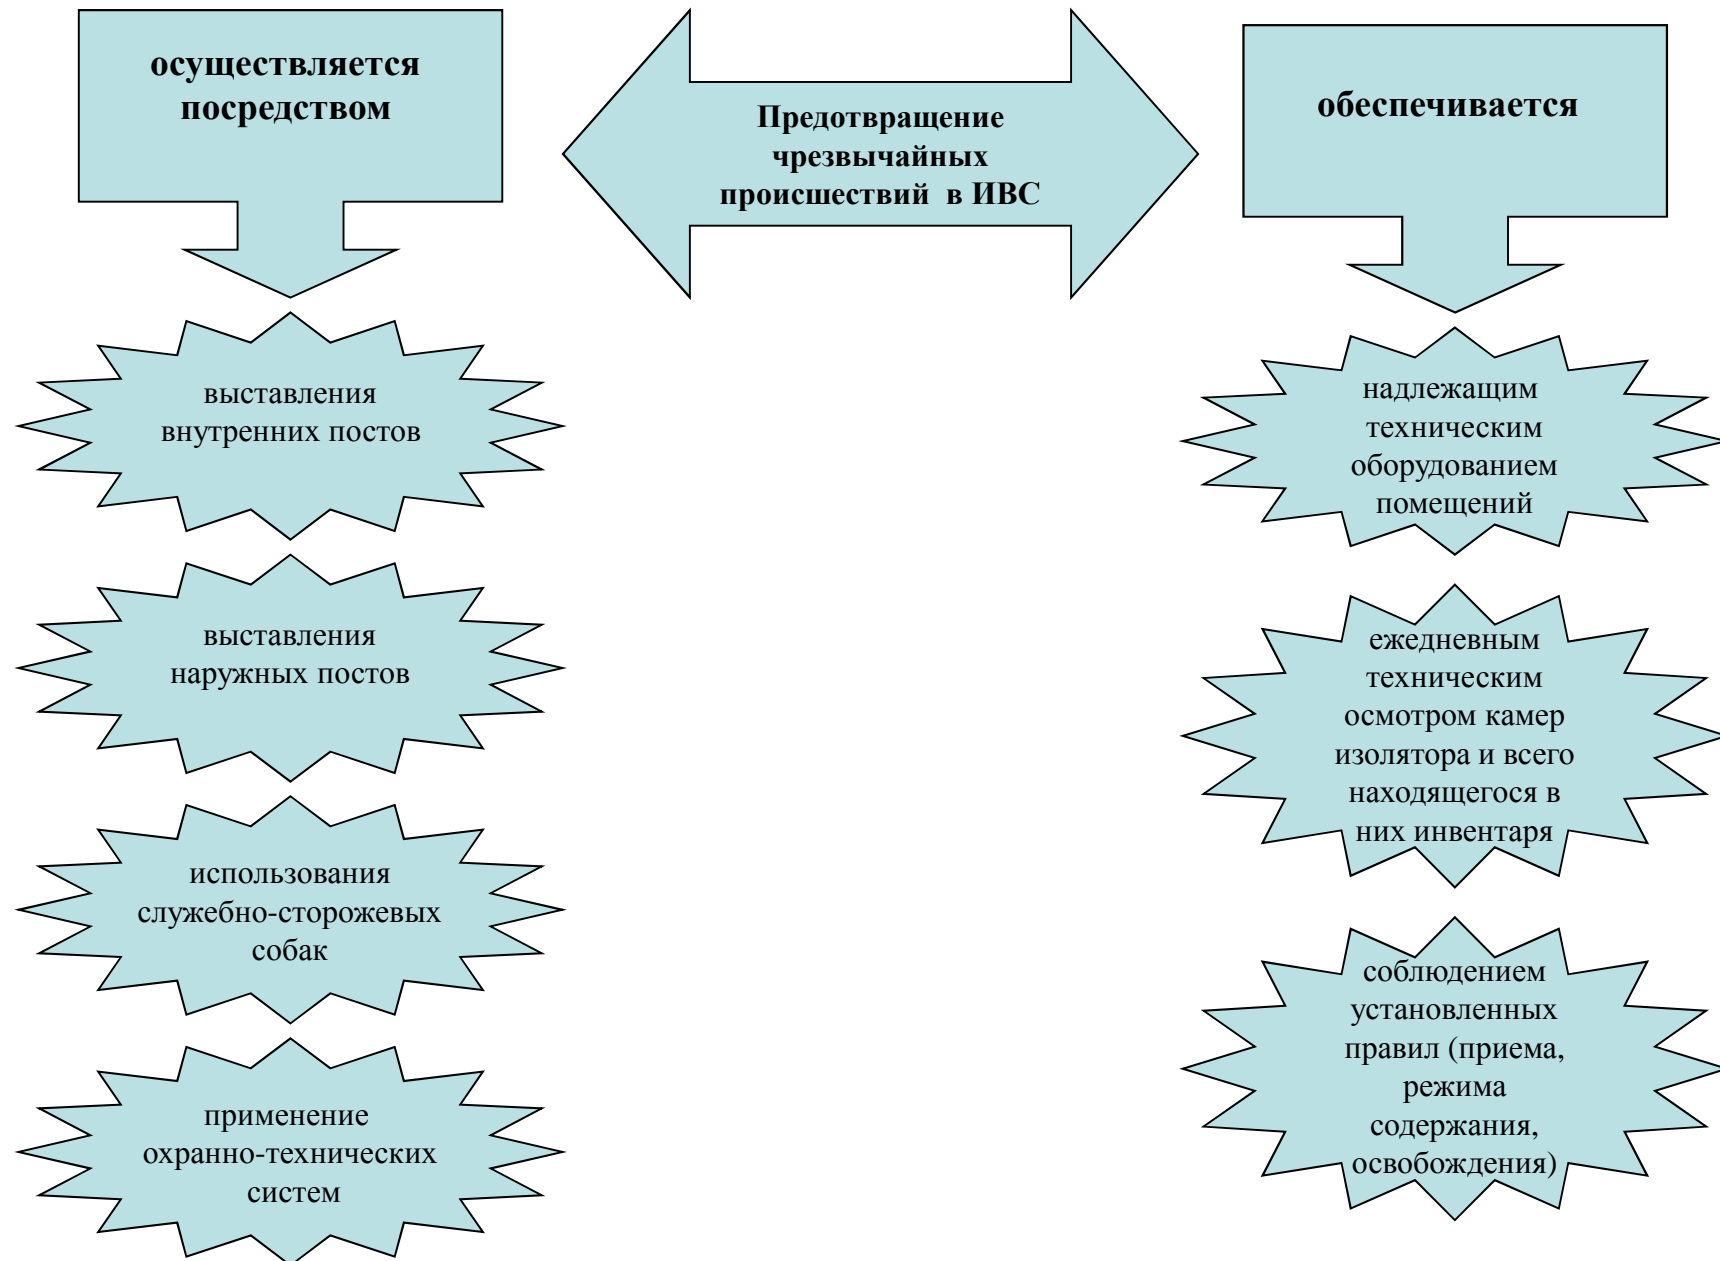 осуществляется
посредством
Предотвращение
чрезвычайных
происшествий в ИВС
обеспечивается
выставления
внутренних постов
выставления
наружных постов
использования
служебно-сторожевых
собак
применение
охранно-технических
систем
надлежащим
техническим
оборудованием
помещений
ежедневным
техническим
осмотром камер
изолятора и всего
находящегося в
них инвентаря
соблюдением
установленных
правил (приема,
режима
содержания,
освобождения)